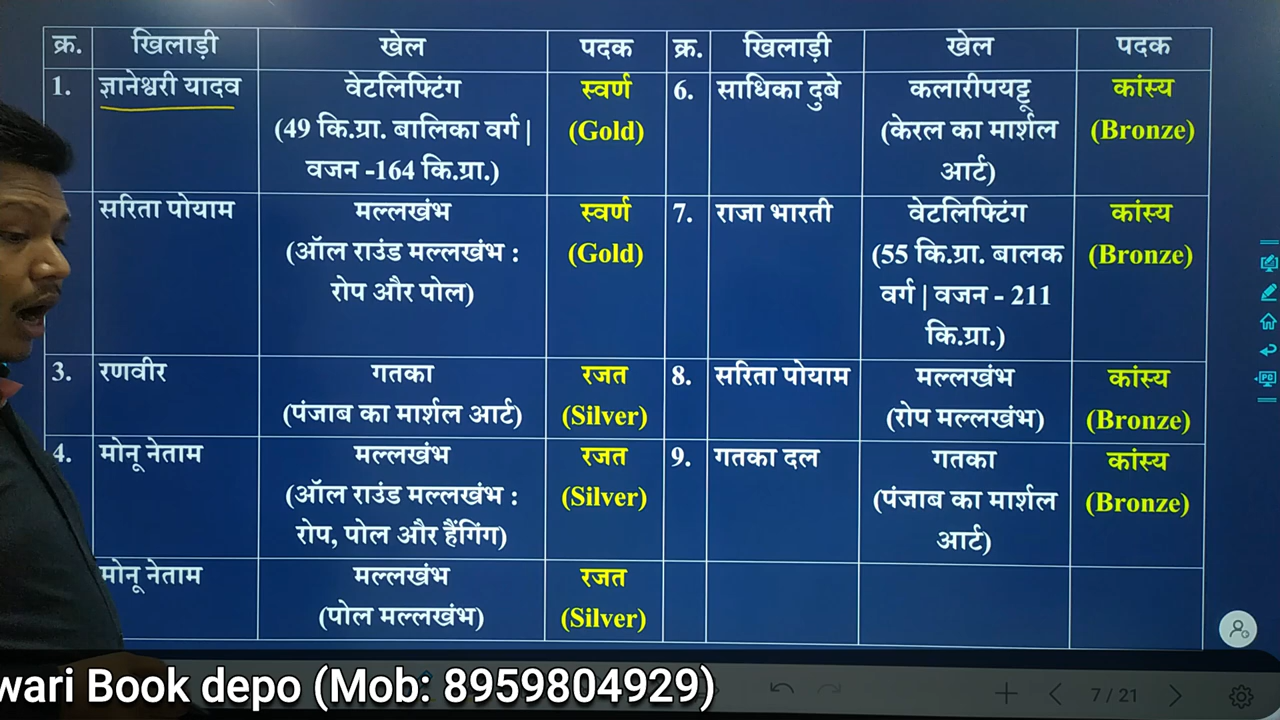 क्र. खिलाड़ी खेल पदक क्र. खिलाड़ी खेल पदक
1. ज्ञानेश्वरी यादव वेटलिफ्टिंग स्वर्ण 6. साधिका दुबे कलारीपयट्टू कांस्य
(49 कि.ग्रा. बालिका वर्ग | (Gold) (केरल का मार्शल (Bronze)
वजन -164 कि.ग्रा.) आर्ट)
सरिता पोयाम मल्लखंभ स्वर्ण 7. राजा भारती वेटलिफ्टिंग कांस्य
(ऑल राउंड मल्लखंभ : (Gold) (55 कि.ग्रा. बालक (Bronze)
रोप और पोल) वर्ग | वजन - 211
कि.ग्रा.)
3. रणवीर गतका रजत 8. सरिता पोयाम मल्लखंभ कांस्य
(पंजाब का मार्शल आर्ट) (Silver) (रोप मल्लखंभ) (Bronze)
4. मोनू नेताम मल्लखंभ रजत 9. गतका दल गतका कांस्य
(ऑल राउंड मल्लखंभ : (Silver) (पंजाब का मार्शल (Bronze)
रोप, पोल और हैंगिंग) आर्ट)
मोनू नेताम मल्लखंभ रजत
(पोल मल्लखंभ) (Silver)
wari Book depo (Mob: 8959804929)
7 / 21